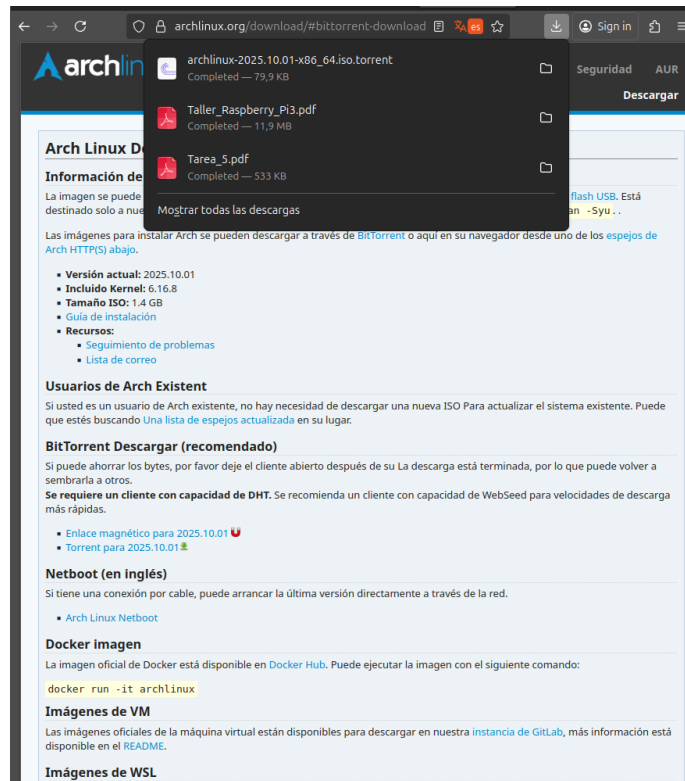 archlinux.org/download/#bittorrent-download
es
Sign in
archlin
archlinux-2025.10.01-x86_64.iso.torrent
Completed — 79,9 KB
Taller_Raspberry_Pi3.pdf
Completed — 11,9 MB
Tarea_5.pdf
Completed — 533 KB
Mostrar todas las descargas
Seguridad AUR
Descargar
Arch Linux D
Información de
La imagen se puede flash USB. Está
destinado solo a nue an -Syu..
Las imágenes para instalar Arch se pueden descargar a través de BitTorrent o aquí en su navegador desde uno de los espejos de
Arch HTTP(S) abajo.
Versión actual: 2025.10.01
Incluido Kernel: 6.16.8
Tamaño ISO: 1.4 GB
Guía de instalación
Recursos:
Seguimiento de problemas
Lista de correo
Usuarios de Arch Existent
Si usted es un usuario de Arch existente, no hay necesidad de descargar una nueva ISO Para actualizar el sistema existente. Puede
que estés buscando Una lista de espejos actualizada en su lugar.
BitTorrent Descargar (recomendado)
Si puede ahorrar los bytes, por favor deje el cliente abierto después de su La descarga está terminada, por lo que puede volver a
sembrarla a otros.
Se requiere un cliente con capacidad de DHT. Se recomienda un cliente con capacidad de WebSeed para velocidades de descarga
más rápidas.
Enlace magnético para 2025.10.01
Torrent para 2025.10.01
Netboot (en inglés)
Si tiene una conexión por cable, puede arrancar la última versión directamente a través de la red.
Arch Linux Netboot
Docker imagen
La imagen oficial de Docker está disponible en Docker Hub. Puede ejecutar la imagen con el siguiente comando:
docker run -it archlinux
Imágenes de VM
Las imágenes oficiales de la máquina virtual están disponibles para descargar en nuestra instancia de GitLab, más información está
disponible en el README.
Imágenes de WSL